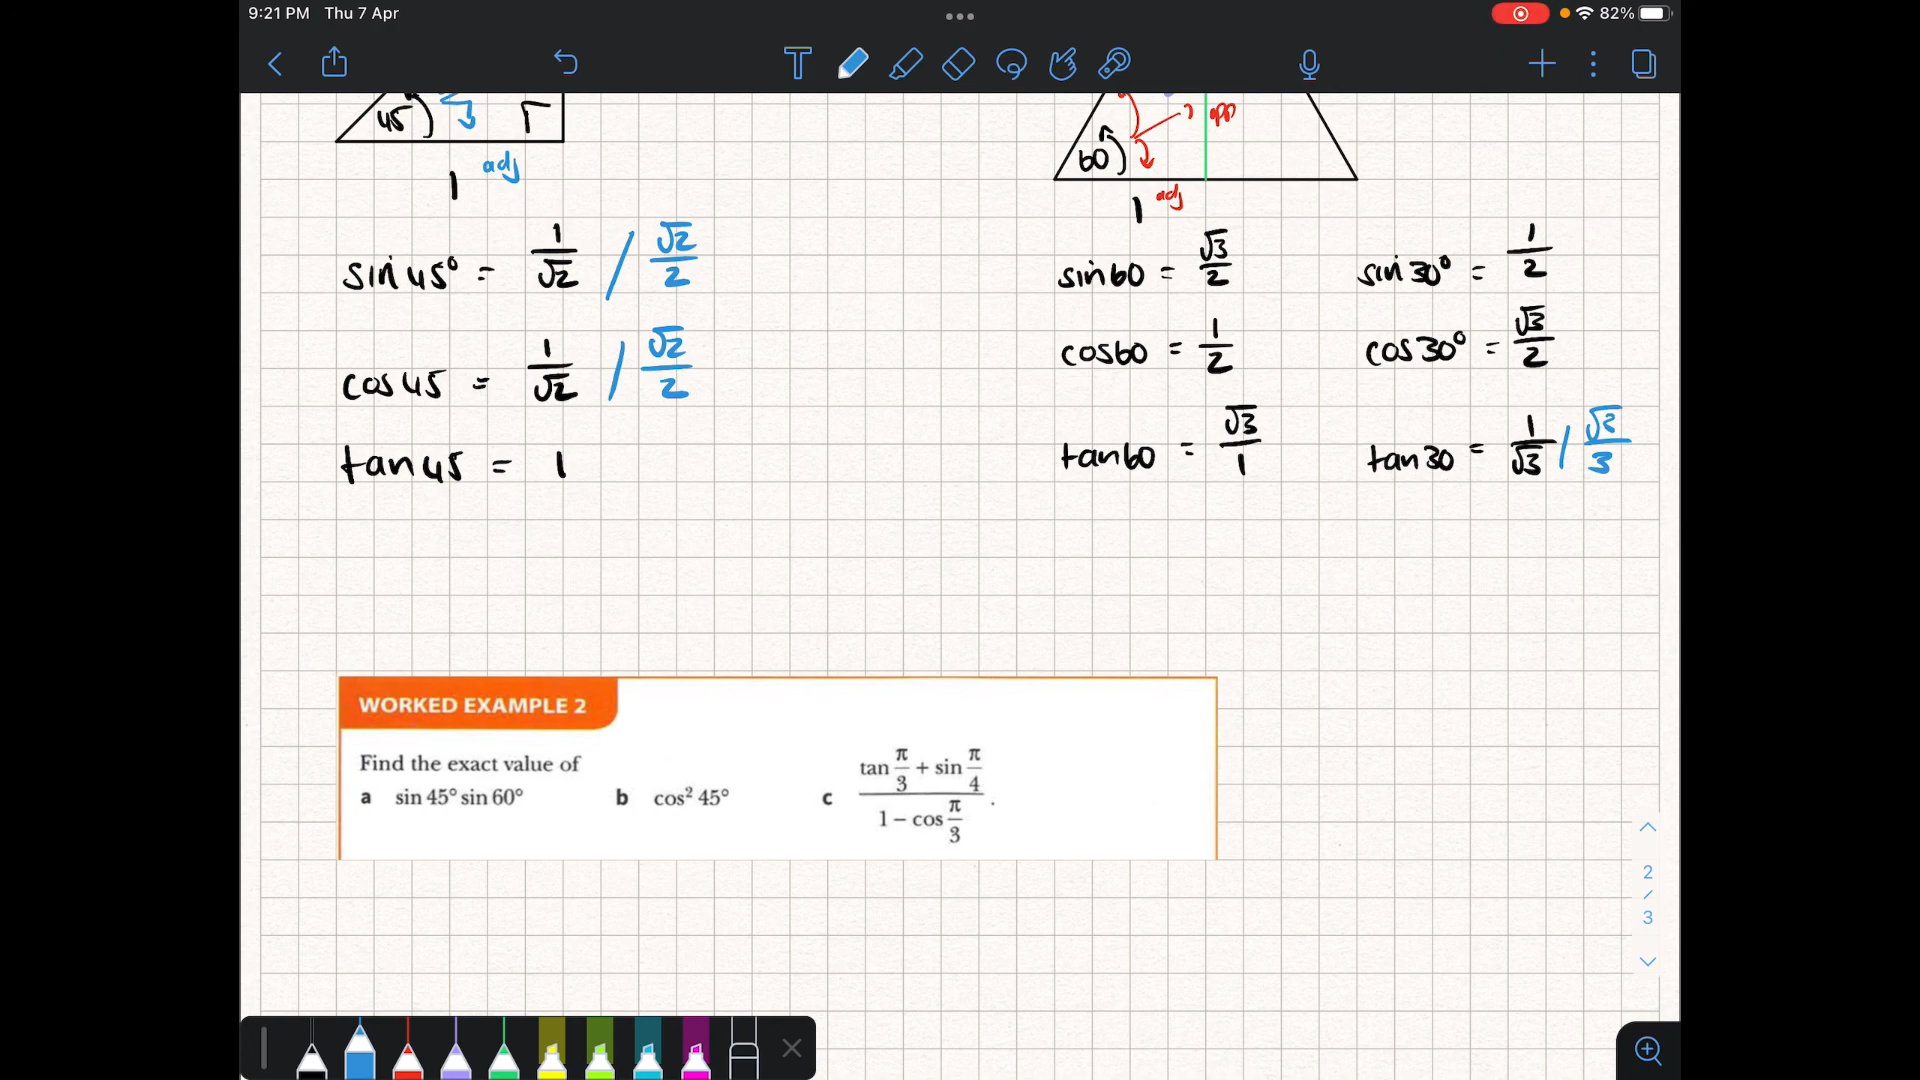 9:21 PM Thu 7 Apr
82%
45°
adj
1
opp
60
adj
1
sin 45° = 1/√2 / √2/2
cos 45 = 1/√2 / √2/2
tan 45 = 1
sin 60 = √3/2
cos 60 = 1/2
tan 60 = √3/1
sin 30° = 1/2
cos 30° = √3/2
tan 30 = 1/√3 / √3/3
WORKED EXAMPLE 2
Find the exact value of
a sin 45° sin 60° b cos² 45° c (tan π/3 + sin π/4)/(1 − cos π/3).
2
/
3